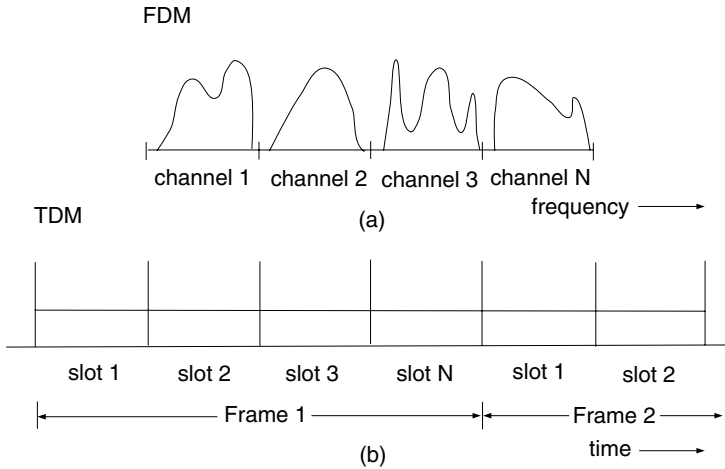 FDM
channel 1 channel 2 channel 3 channel N
frequency
(a)
TDM
slot 1 slot 2 slot 3 slot N slot 1 slot 2
Frame 1 Frame 2
(b)
time